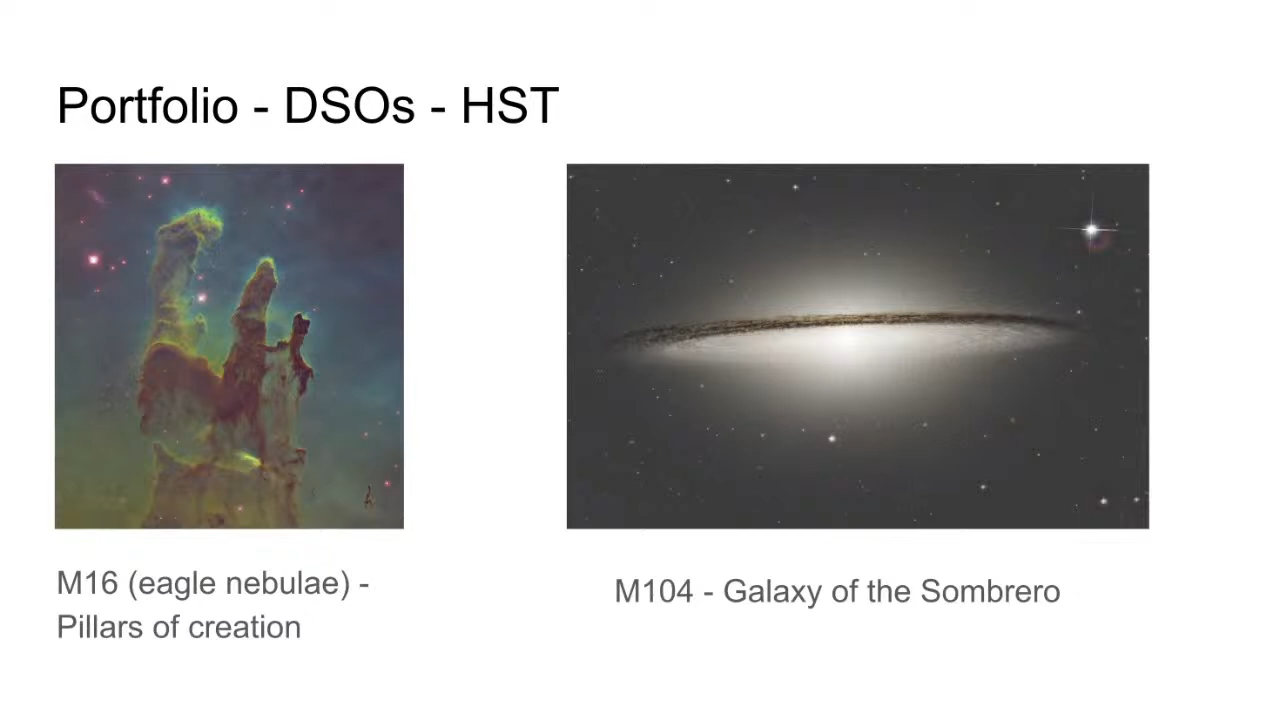 Portfolio - DSOs - HST
M16 (eagle nebulae) -
Pillars of creation
M104 - Galaxy of the Sombrero